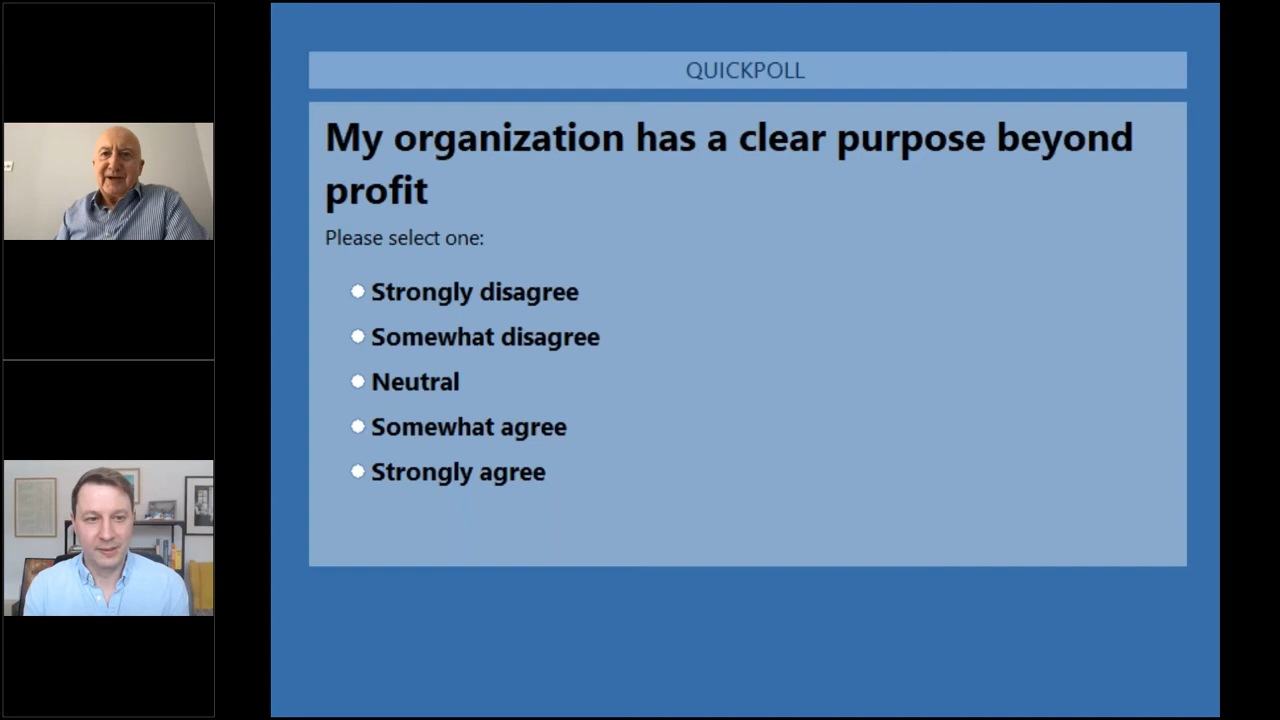 QUICKPOLL
My organization has a clear purpose beyond
profit
Please select one:
Strongly disagree
Somewhat disagree
Neutral
Somewhat agree
Strongly agree